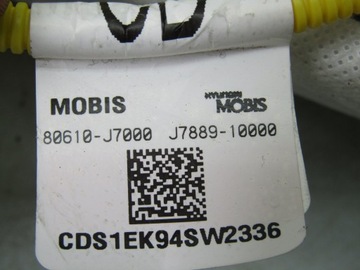 MOBIS
HYUNDAI
MOBIS
80610-J7000 J7889-10000
CDS1EK94SW2336